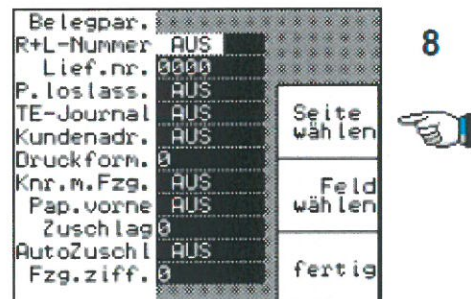 Belegpar.
R+L-Nummer AUS
Lief.nr. 0000
P.loslass. AUS
TE-Journal AUS
Kundenadr. AUS
Druckform. 0
Knr.m.Fzg. AUS
Pap.vorne AUS
Zuschlag 0
AutoZuschl AUS
Fzg.ziff. 0
Seite
wählen
Feld
wählen
fertig
8